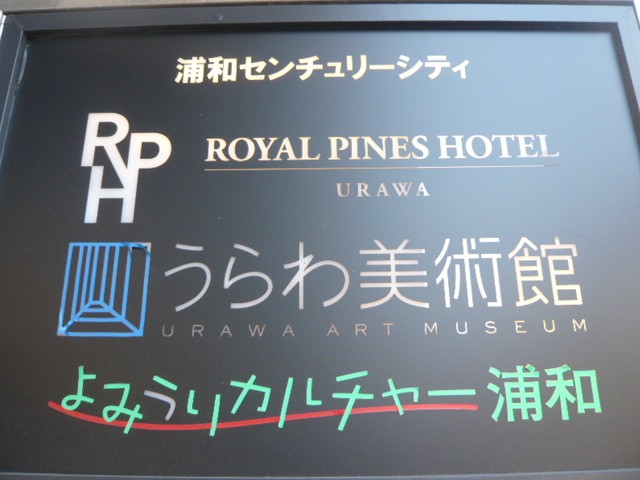 浦和センチュリーシティ
RPH
ROYAL PINES HOTEL
URAWA
うらわ美術館
URAWA ART MUSEUM
よみうりカルチャー浦和